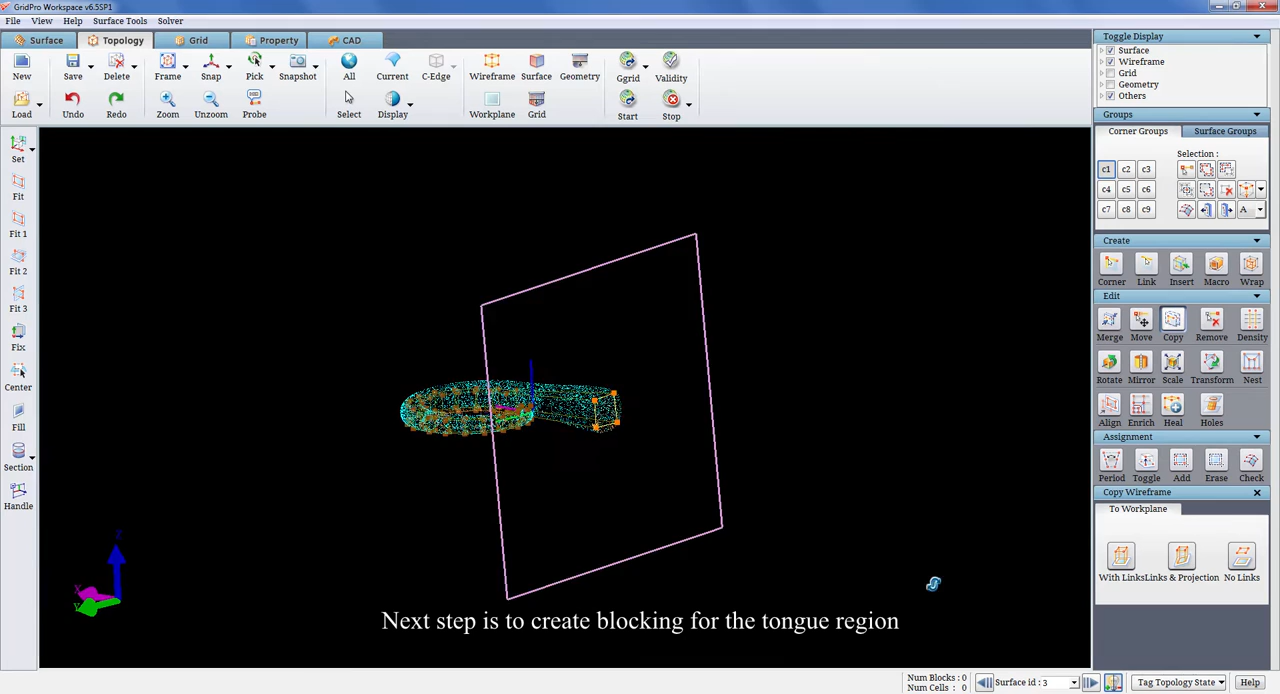 GridPro Workspace v6.5SP1
File View Help Surface Tools Solver
Surface Topology Grid Property CAD
New Save Delete Frame Snap Pick Snapshot All Current C-Edge Wireframe Surface Geometry Ggrid Validity
Load Undo Redo Zoom Unzoom Probe Select Display Workplane Grid Start Stop
Set
Fit
Fit 1
Fit 2
Fit 3
Fix
Center
Fill
Section
Handle
Z
X
Y
Next step is to create blocking for the tongue region
Toggle Display
Surface
Wireframe
Grid
Geometry
Others
Groups
Corner Groups Surface Groups
Selection :
c1 c2 c3
c4 c5 c6
c7 c8 c9 A
Create
Corner Link Insert Macro Wrap
Edit
Merge Move Copy Remove Density
Rotate Mirror Scale Transform Nest
Align Enrich Heal Holes
Assignment
Period Toggle Add Erase Check
Copy Wireframe
To Workplane
With Links Links & Projection No Links
Num Blocks : 0
Num Cells : 0
Surface id : 3 Tag Topology State Help